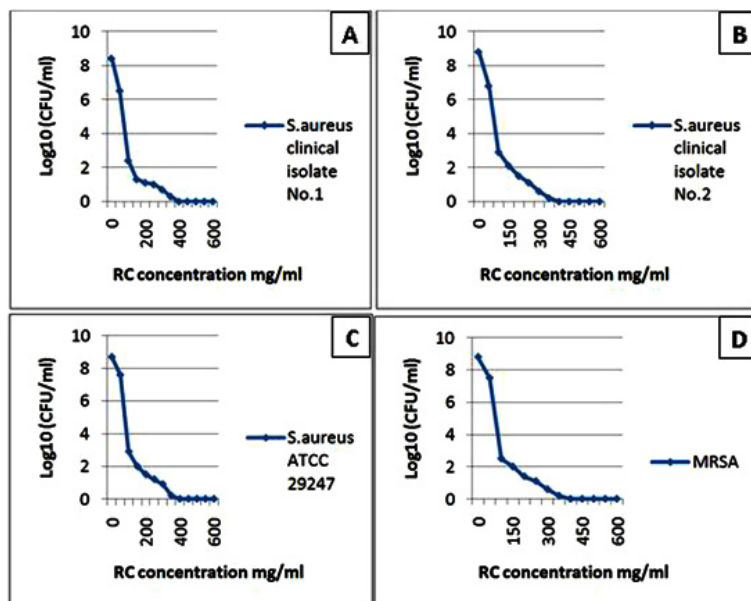 A
10
8
6
4
2
0
Log10 (CFU/ml)
0
200
400
600
RC concentration mg/ml
S.aureus
clinical
isolate
No.1
B
10
8
6
4
2
0
Log10 (CFU/ml)
0
150
300
450
600
RC concentration mg/ml
S.aureus
clinical
isolate
No.2
C
10
8
6
4
2
0
Log10 (CFU/ml)
0
200
400
600
RC concentration mg/ml
S.aureus
ATCC
29247
D
10
8
6
4
2
0
Log10 (CFU/ml)
0
150
300
450
600
RC concentration mg/ml
MRSA